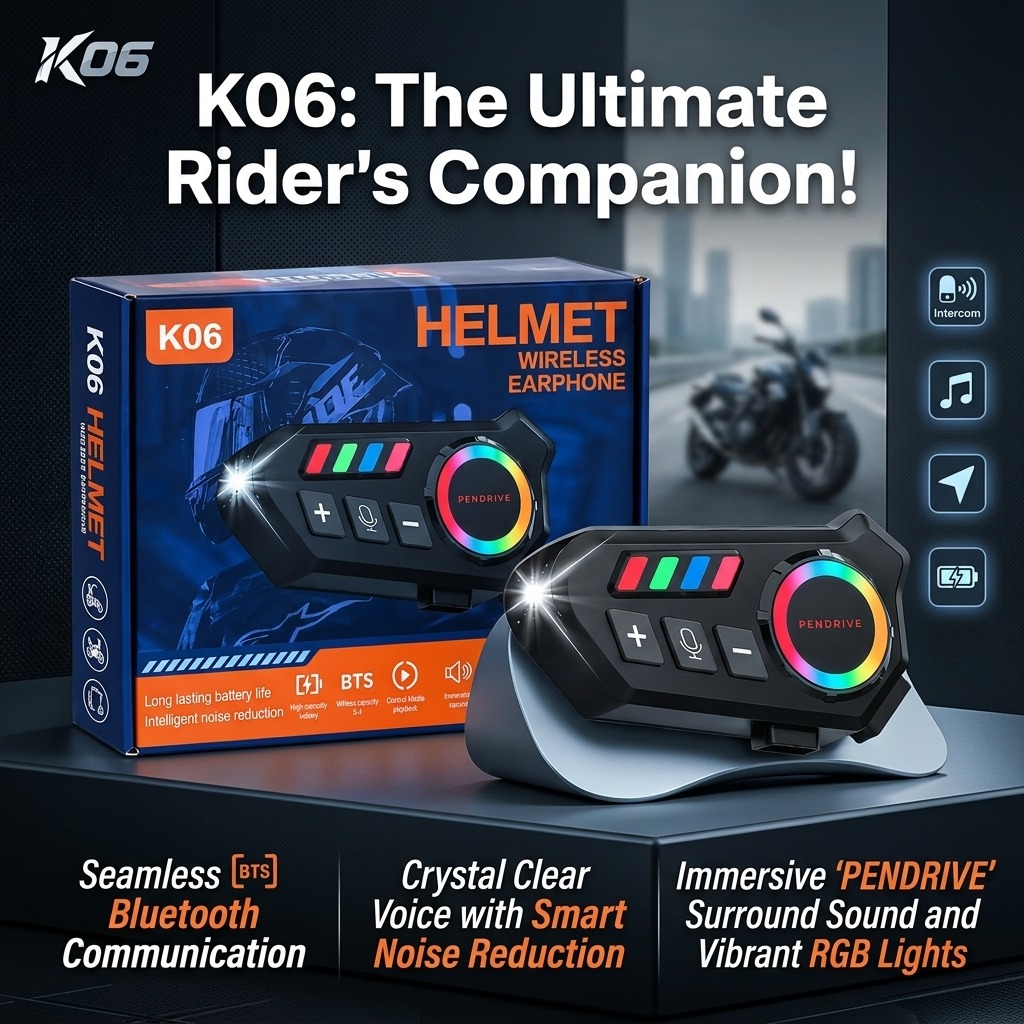 K06
K06: The Ultimate
Rider's Companion!
K06
HELMET
WIRELESS
EARPHONE
K06 HELMET
PENDRIVE
+
−
Long lasting battery life
Intelligent noise reduction
BTS
Intercom
PENDRIVE
+
−
Seamless [BTS]
Bluetooth
Communication
Crystal Clear
Voice with Smart
Noise Reduction
Immersive 'PENDRIVE'
Surround Sound and
Vibrant RGB Lights